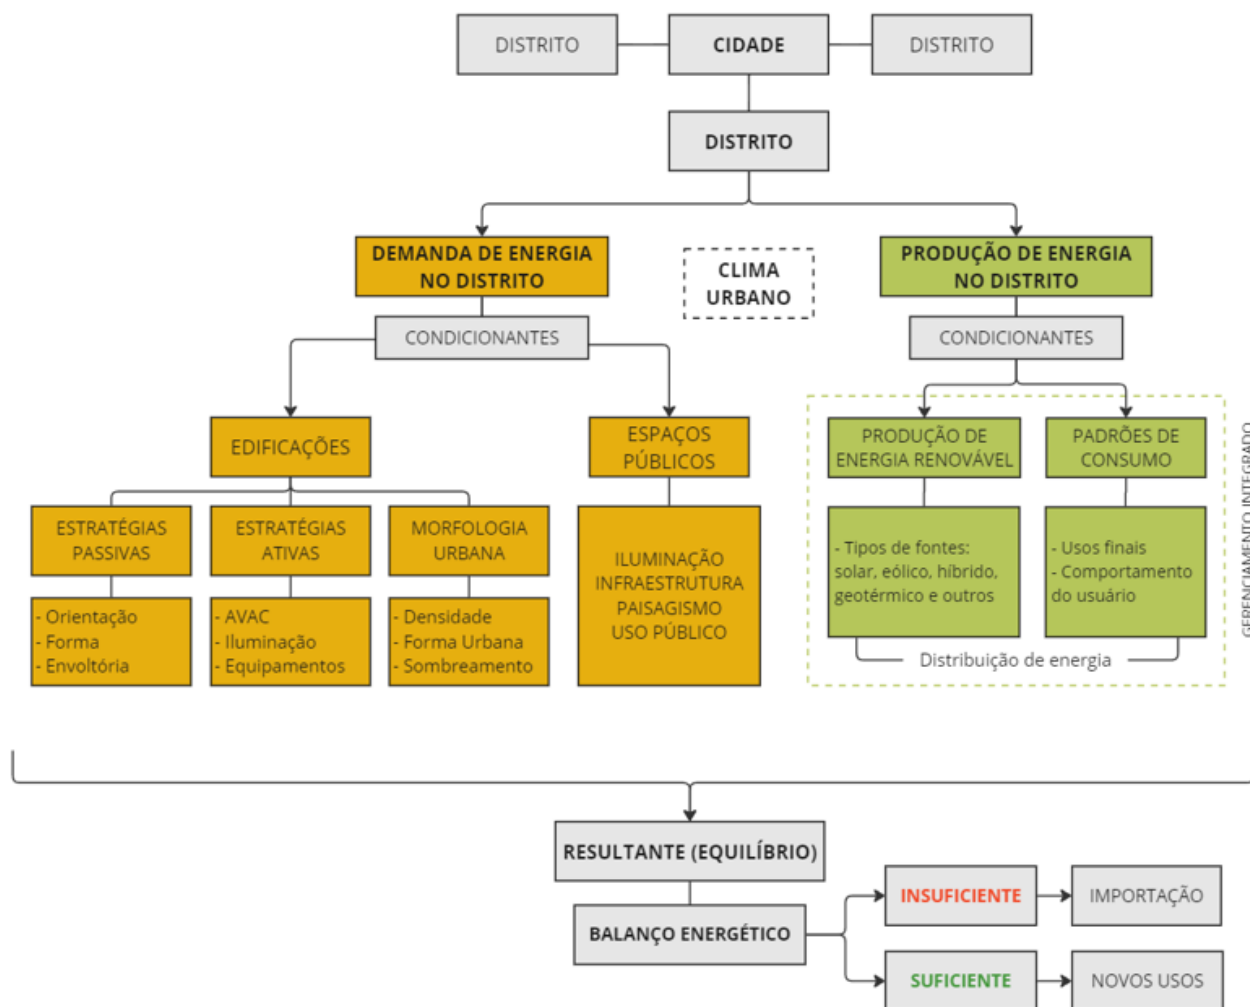 DISTRITO
CIDADE
DISTRITO
DISTRITO
DEMANDA DE ENERGIA
NO DISTRITO
CLIMA
URBANO
PRODUÇÃO DE ENERGIA
NO DISTRITO
CONDICIONANTES
CONDICIONANTES
EDIFICAÇÕES
ESPAÇOS
PÚBLICOS
PRODUÇÃO DE
ENERGIA RENOVÁVEL
PADRÕES DE
CONSUMO
GERENCIAMENTO INTEGRADO
ESTRATÉGIAS
PASSIVAS
ESTRATÉGIAS
ATIVAS
MORFOLOGIA
URBANA
- Orientação
- Forma
- Envoltória
- AVAC
- Iluminação
- Equipamentos
- Densidade
- Forma Urbana
- Sombreamento
ILUMINAÇÃO
INFRAESTRUTURA
PAISAGISMO
USO PÚBLICO
- Tipos de fontes:
solar, eólico, híbrido,
geotérmico e outros
- Usos finais
- Comportamento
do usuário
Distribuição de energia
RESULTANTE (EQUILÍBRIO)
BALANÇO ENERGÉTICO
INSUFICIENTE
IMPORTAÇÃO
SUFICIENTE
NOVOS USOS